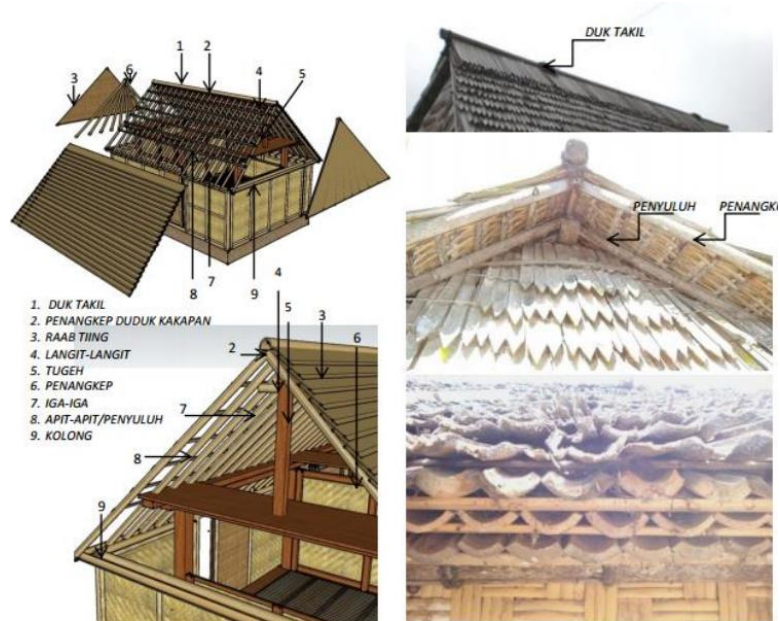 1
2
3
6
4
5
7
8
9
4
5
3
6
2
7
8
9
1. DUK TAKIL
2. PENANGKEP DUDUK KAKAPAN
3. RAAB TIING
4. LANGIT-LANGIT
5. TUGEH
6. PENANGKEP
7. IGA-IGA
8. APIT-APIT/PENYULUH
9. KOLONG
DUK TAKIL
PENYULUH
PENANGK